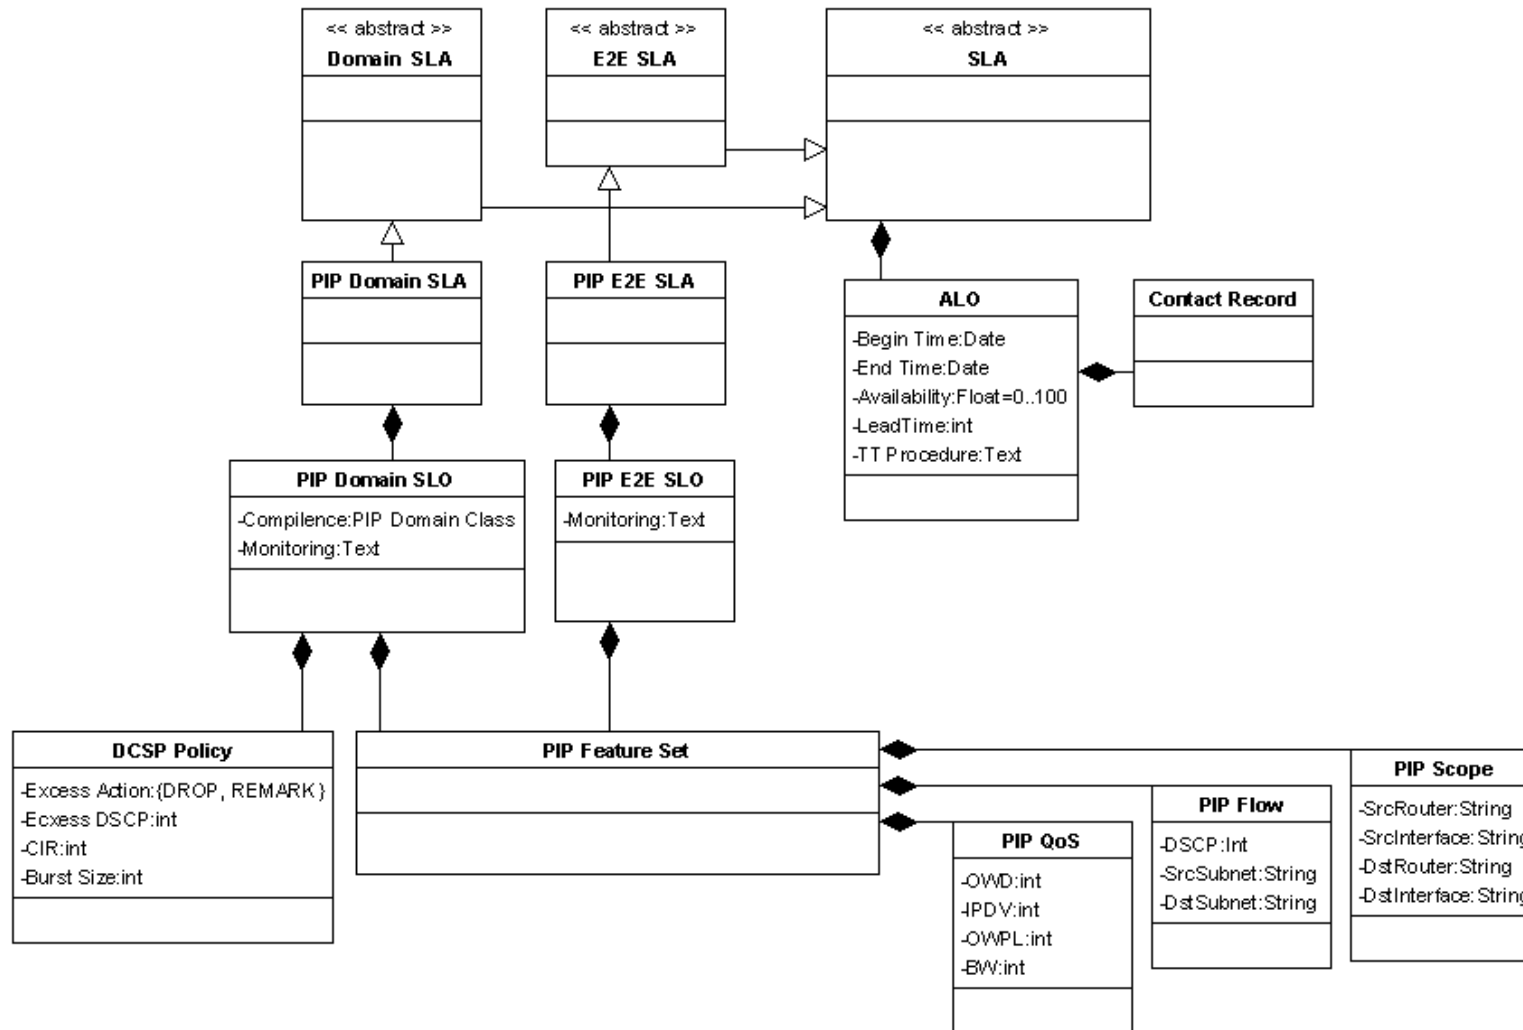 << abstract >>
Domain SLA
<< abstract >>
E2E SLA
<< abstract >>
SLA
PIP Domain SLA
PIP E2E SLA
ALO
-Begin Time:Date
-End Time:Date
-Availability:Float=0..100
-LeadTime:int
-TT Procedure:Text
Contact Record
PIP Domain SLO
-Compilence:PIP Domain Class
-Monitoring:Text
PIP E2E SLO
-Monitoring:Text
DCSP Policy
-Excess Action:{DROP, REMARK}
-Ecxess DSCP:int
-CIR:int
-Burst Size:int
PIP Feature Set
PIP QoS
-OWD:int
-IPDV:int
-OWPL:int
-BW:int
PIP Flow
-DSCP:Int
-SrcSubnet:String
-DstSubnet:String
PIP Scope
-SrcRouter:String
-SrcInterface:String
-DstRouter:String
-DstInterface:String